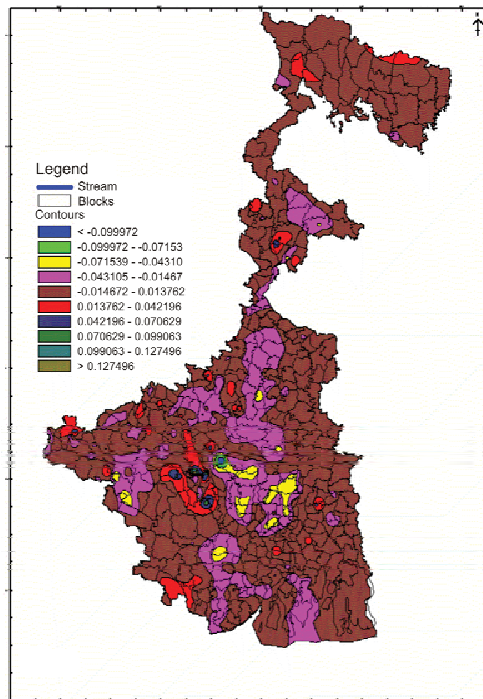 Legend
Stream
Blocks
Contours
< -0.099972
-0.099972 - -0.07153
-0.071539 - -0.04310
-0.043105 - -0.01467
-0.014672 - 0.013762
0.013762 - 0.042196
0.042196 - 0.070629
0.070629 - 0.099063
0.099063 - 0.127496
> 0.127496